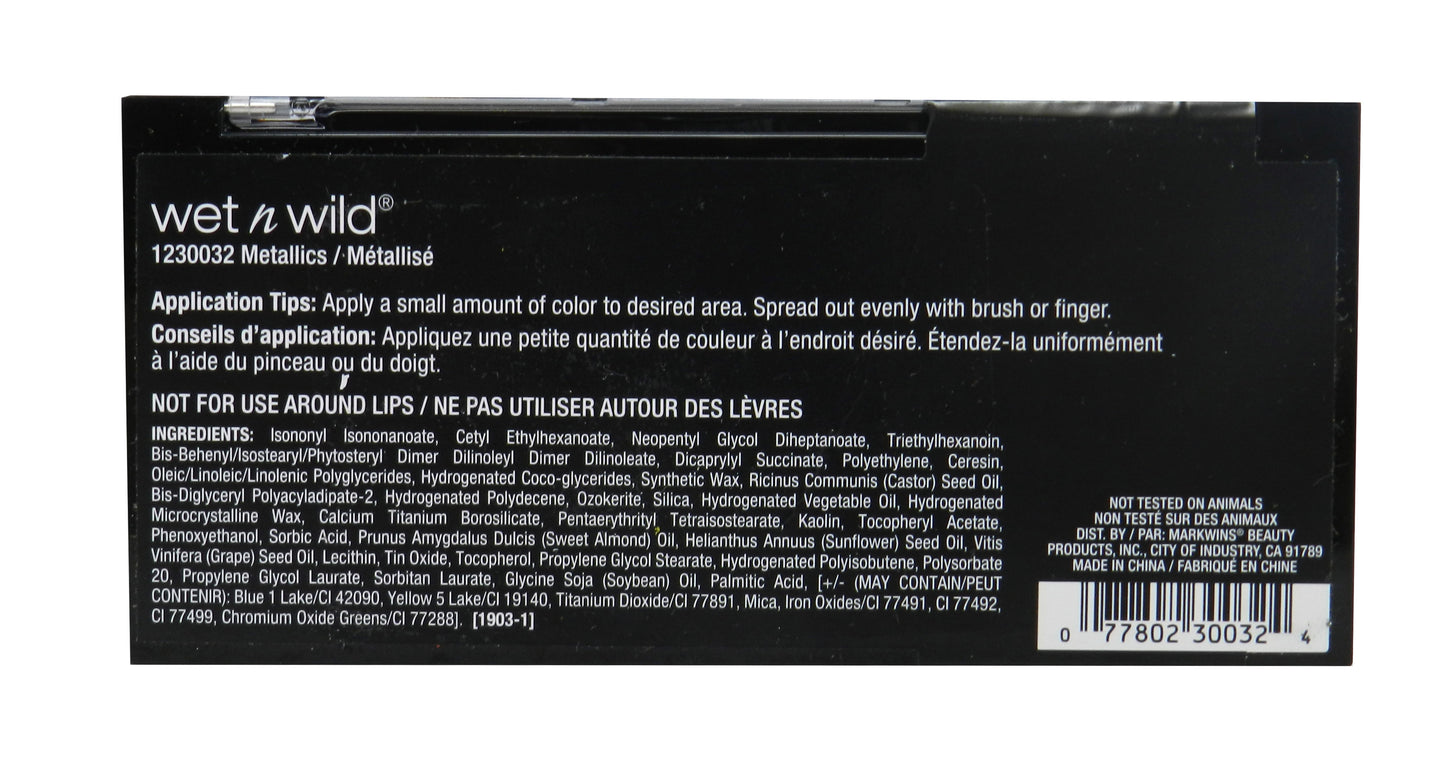 wet n wild®
1230032 Metallics / Métallisé
Application Tips: Apply a small amount of color to desired area. Spread out evenly with brush or finger.
Conseils d'application: Appliquez une petite quantité de couleur à l'endroit désiré. Étendez-la uniformément
à l'aide du pinceau ou du doigt.
NOT FOR USE AROUND LIPS / NE PAS UTILISER AUTOUR DES LÈVRES
INGREDIENTS: Isononyl Isononanoate, Cetyl Ethylhexanoate, Neopentyl Glycol Diheptanoate, Triethylhexanoin,
Bis-Behenyl/Isostearyl/Phytosteryl Dimer Dilinoleyl Dimer Dilinoleate, Dicaprylyl Succinate, Polyethylene, Ceresin,
Oleic/Linoleic/Linolenic Polyglycerides, Hydrogenated Coco-glycerides, Synthetic Wax, Ricinus Communis (Castor) Seed Oil,
Bis-Diglyceryl Polyacyladipate-2, Hydrogenated Polydecene, Ozokerite, Silica, Hydrogenated Vegetable Oil, Hydrogenated
Microcrystalline Wax, Calcium Titanium Borosilicate, Pentaerythrityl Tetraisostearate, Kaolin, Tocopheryl Acetate,
Phenoxyethanol, Sorbic Acid, Prunus Amygdalus Dulcis (Sweet Almond) Oil, Helianthus Annuus (Sunflower) Seed Oil, Vitis
Vinifera (Grape) Seed Oil, Lecithin, Tin Oxide, Tocopherol, Propylene Glycol Stearate, Hydrogenated Polyisobutene, Polysorbate
20, Propylene Glycol Laurate, Sorbitan Laurate, Glycine Soja (Soybean) Oil, Palmitic Acid, [+/- (MAY CONTAIN/PEUT
CONTENIR): Blue 1 Lake/CI 42090, Yellow 5 Lake/CI 19140, Titanium Dioxide/CI 77891, Mica, Iron Oxides/CI 77491, CI 77492,
CI 77499, Chromium Oxide Greens/CI 77288]. [1903-1]
NOT TESTED ON ANIMALS
NON TESTÉ SUR DES ANIMAUX
DIST. BY / PAR: MARKWINS® BEAUTY
PRODUCTS, INC., CITY OF INDUSTRY, CA 91789
MADE IN CHINA / FABRIQUÉ EN CHINE
0 77802 30032 4